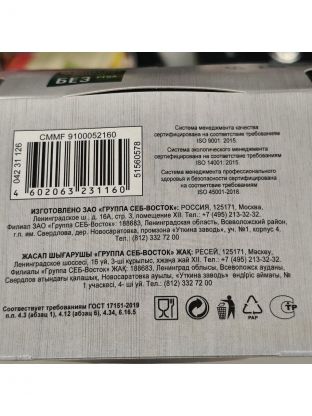 БЕЗ
CMMF 9100052160
042 31 126
51560578
4 602063 231160
Система менеджмента качества
сертифицирована на соответствие требованиям
ISO 9001: 2015.
Система экологического менеджмента
сертифицирована на соответствие требованиям
ISO 14001: 2015.
Система менеджмента профессионального
здоровья и безопасности сертифицирована
на соответствие требованиям
ISO 45001-2018.
ИЗГОТОВЛЕНО ЗАО «ГРУППА СЕБ-ВОСТОК»: РОССИЯ, 125171, Москва,
Ленинградское ш., д. 16А, стр. 3, помещение XII. Тел.: +7 (495) 213-32-32.
Филиал ЗАО «ГРУППА СЕБ-ВОСТОК»: 188683, Ленинградская область, Всеволожский район,
г.п. им. Свердлова, дер. Новосаратовка, промзона «Уткина заводь», уч. №1, корпус 4.
Тел.: (812) 332 72 00
ЖАСАП ШЫҒАРУШЫ «ГРУППА СЕБ-ВОСТОК» ЖАҚ: РЕСЕЙ, 125171, Мәскеу,
Ленинградское шоссесі, 16 үй, 3-ші құрылыс, XII Тел.: +7 (495) 213-32-32.
Филиалы «ГРУППА СЕБ-ВОСТОК» ЖАҚ: 188683, Ленинград облысы, Всеволожск ауданы,
Свердлов атындағы қалашық, Новосаратовка ауылы, «Уткина заводь» өндіріс аймағы, №
1 учаскесі, 4- ші үй. Тел.: (812) 332 72 00
Соответствует требованиям ГОСТ 17151-2019
п.п. 4.3 (абзац 1), 4.12 (абзац 6), 4.34, 6.16.5
PAP